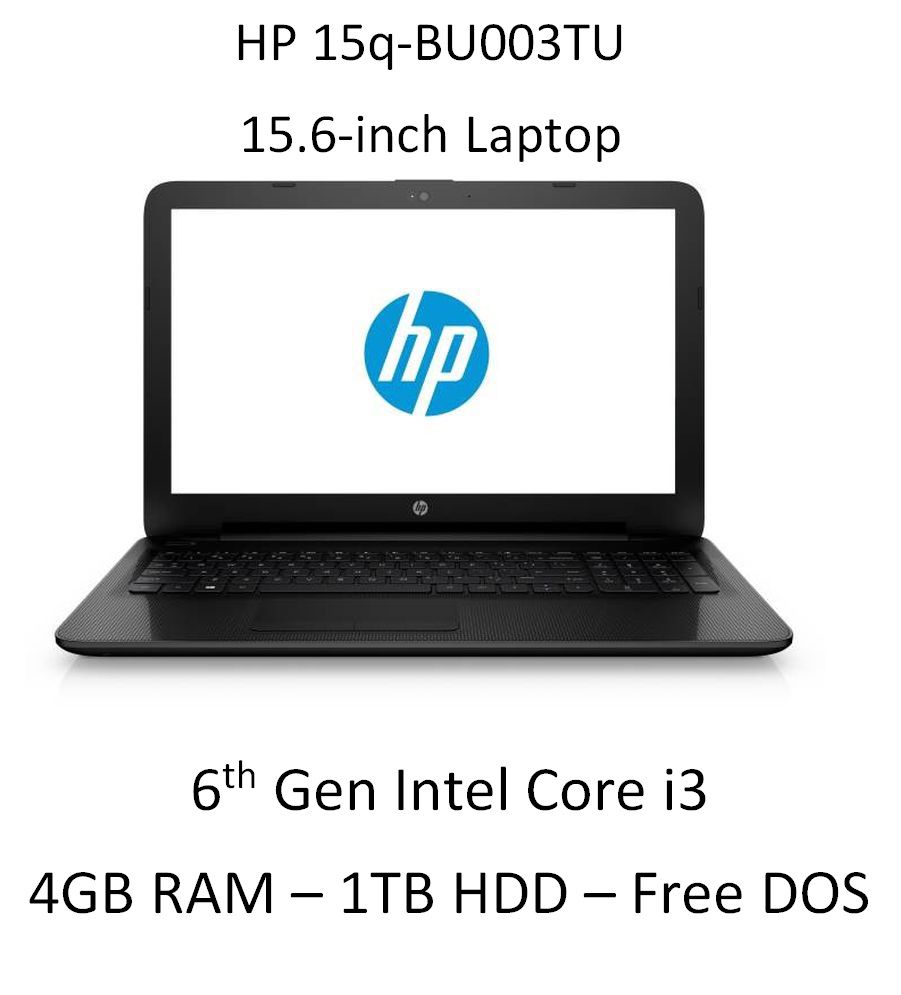 HP 15q-BU003TU
15.6-inch Laptop
hp
hp
6th Gen Intel Core i3
4GB RAM – 1TB HDD – Free DOS